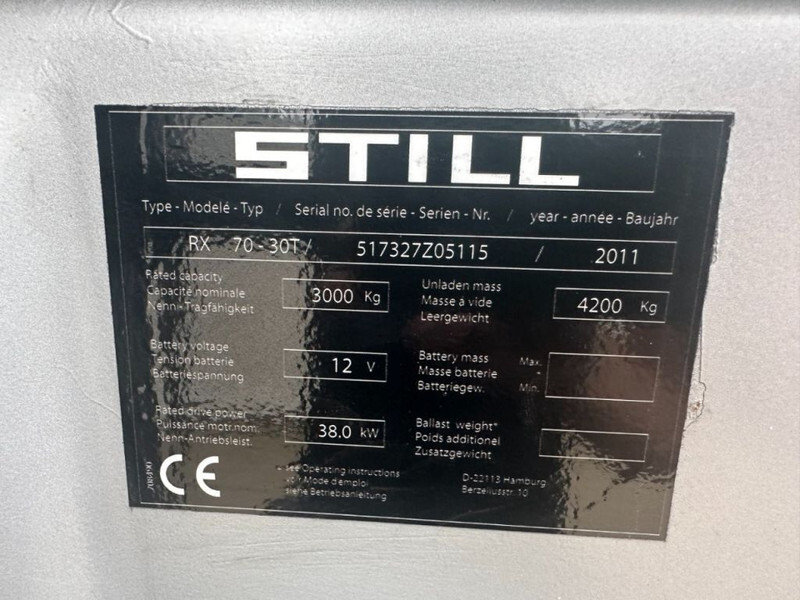 STILL
Type - Modelé - Typ / Serial no. de série - Serien - Nr. / year - année - Baujahr
RX 70 - 30T / 517327Z05115 / 2011
Rated capacity
Capacité nominale
Nenn - Tragfähigkeit
3000 Kg
Unladen mass
Masse à vide
Leergewicht
4200 Kg
Battery voltage
Tension batterie
Batteriespannung
12 V
Battery mass
Masse batterie
Batteriegew.
Max.
-
Min.
Rated drive power
Puissance motr.nom.
Nenn-Antriebsleist.
38.0 kW
Ballast weight*
Poids additionel
Zusatzgewicht
CE
* see Operating instructions
voir Mode d'emploi
siehe Betriebsanleitung
D-22113 Hamburg
Berzeliusstr. 10